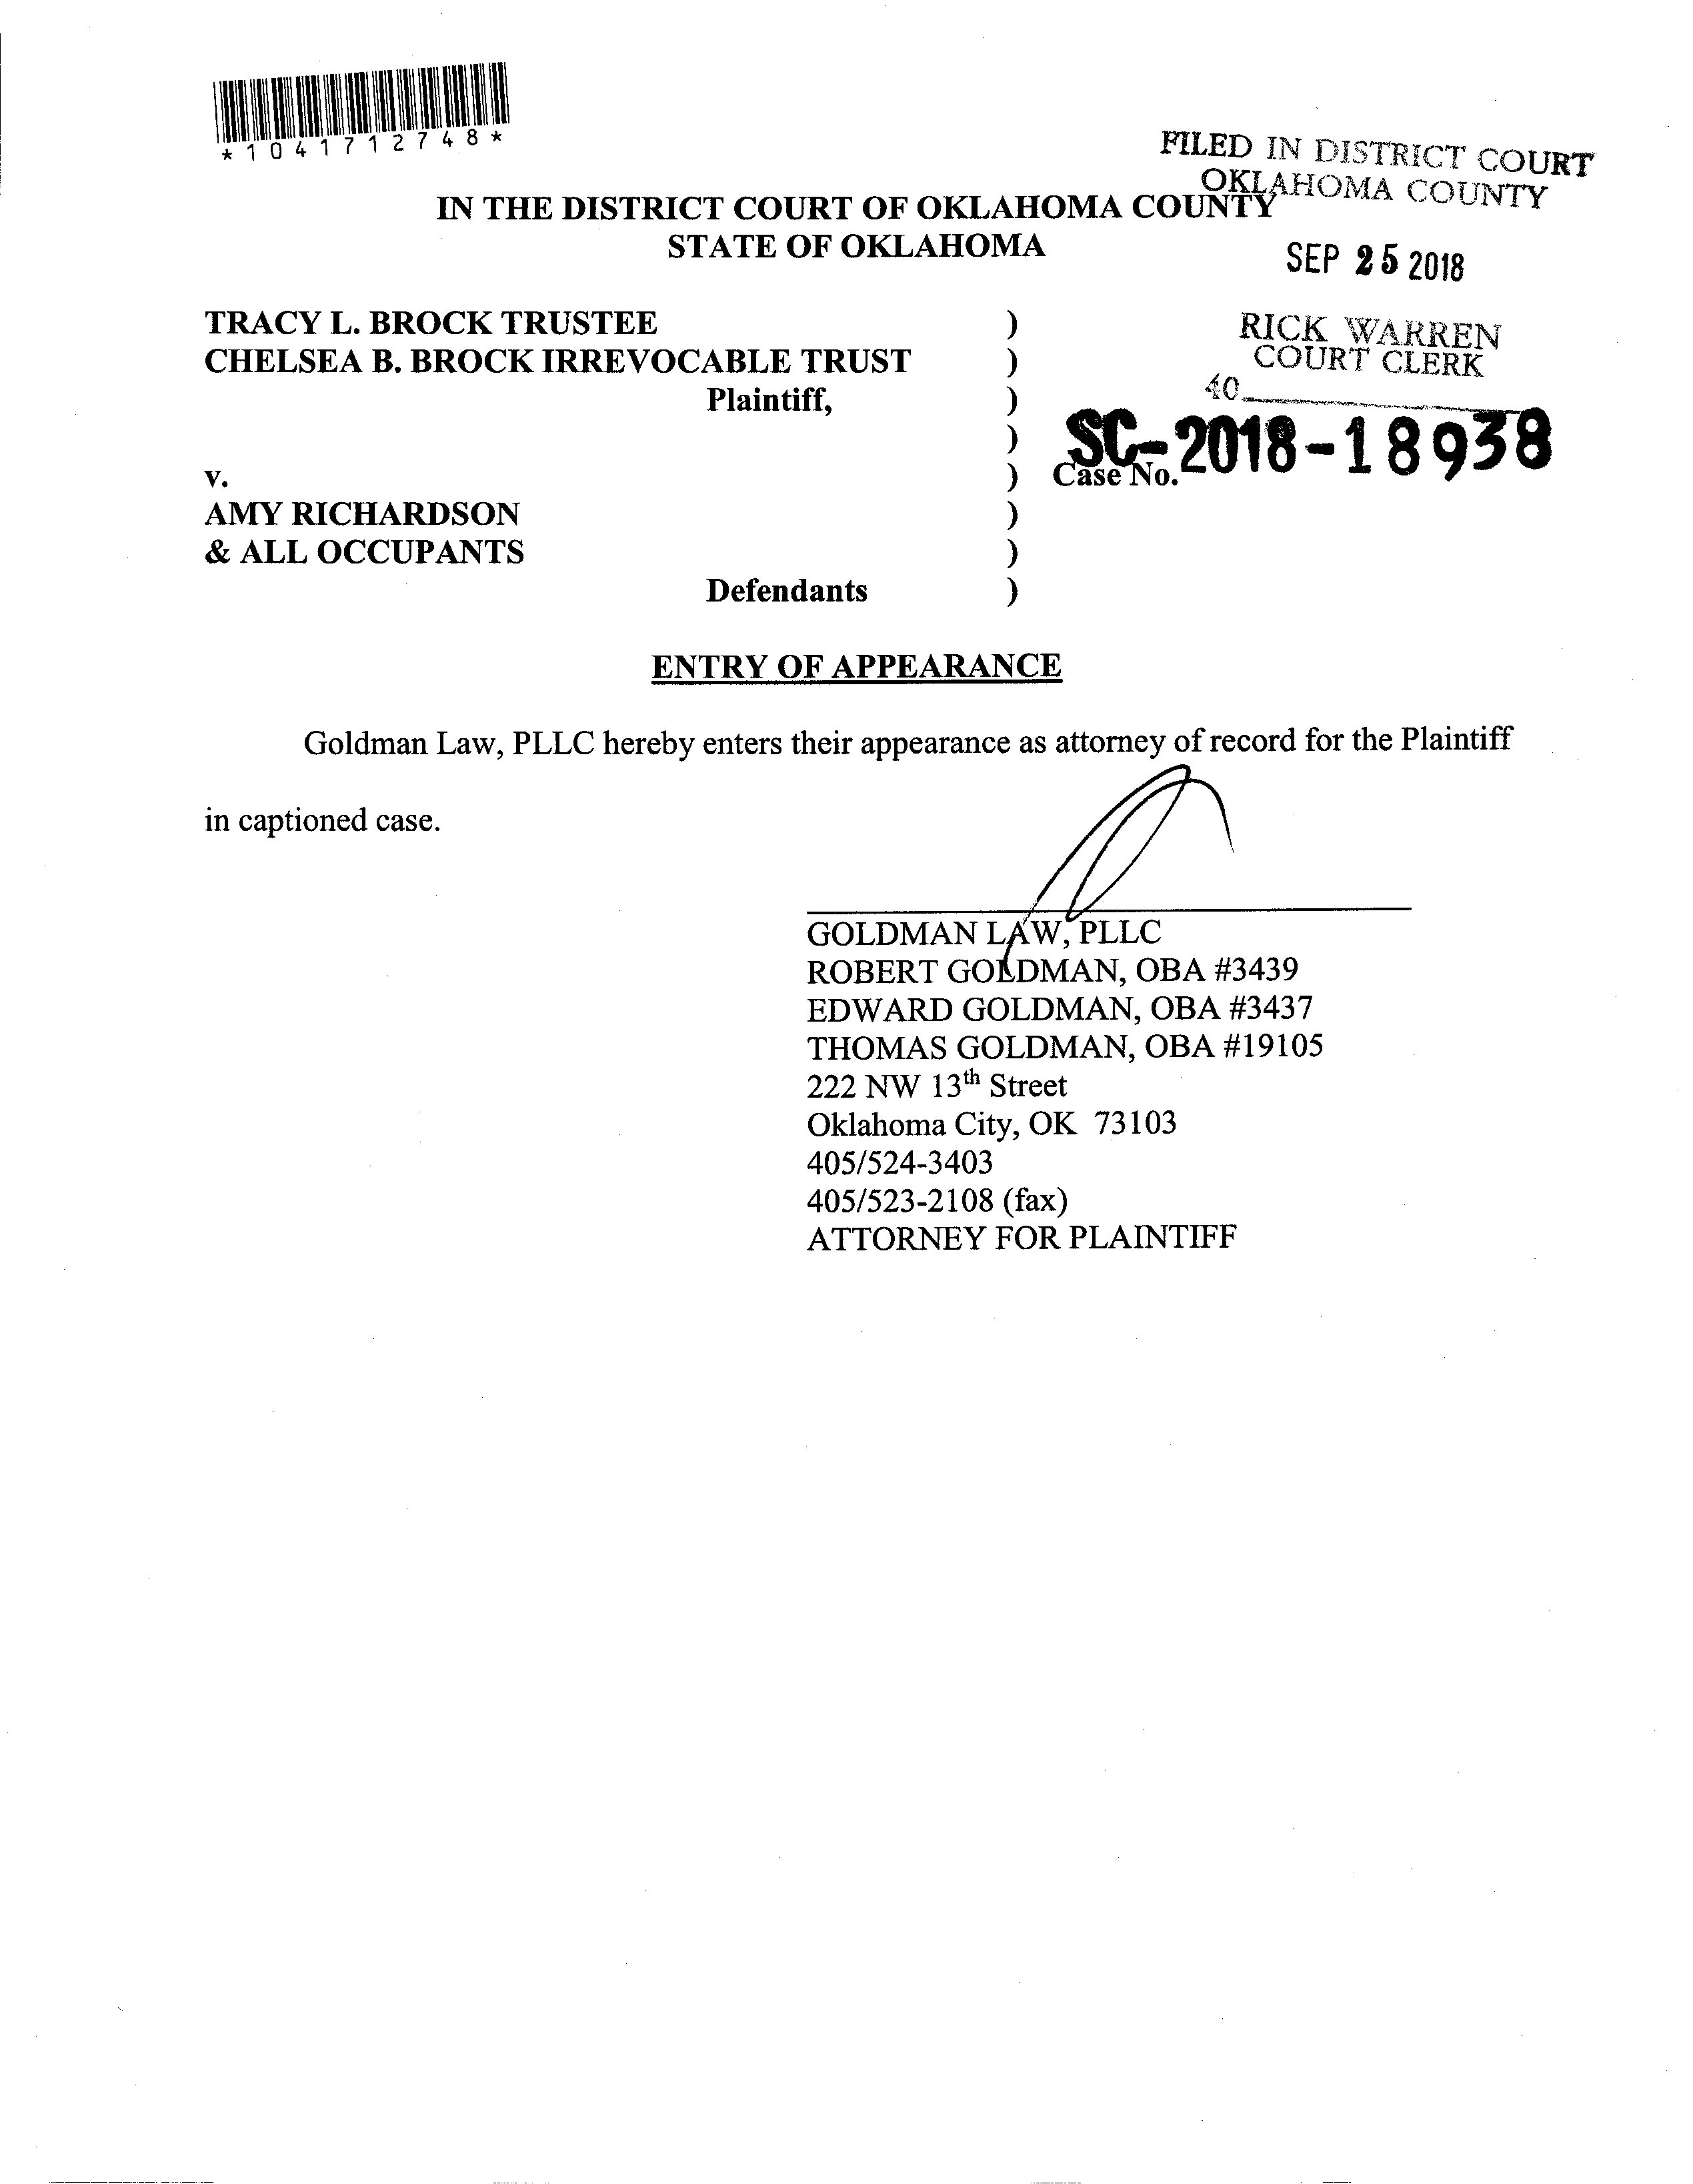 *1041712748*
FILED IN DISTRICT COURT
OKLAHOMA COUNTY
IN THE DISTRICT COURT OF OKLAHOMA COUNTY
STATE OF OKLAHOMA
SEP 25 2018
TRACY L. BROCK TRUSTEE )
CHELSEA B. BROCK IRREVOCABLE TRUST )
Plaintiff, )
)
v. )
AMY RICHARDSON )
& ALL OCCUPANTS )
Defendants )
RICK WARREN
COURT CLERK
40
SC-2018-18938
Case No.
ENTRY OF APPEARANCE
Goldman Law, PLLC hereby enters their appearance as attorney of record for the Plaintiff
in captioned case.
GOLDMAN LAW, PLLC
ROBERT GOLDMAN, OBA #3439
EDWARD GOLDMAN, OBA #3437
THOMAS GOLDMAN, OBA #19105
222 NW 13th Street
Oklahoma City, OK 73103
405/524-3403
405/523-2108 (fax)
ATTORNEY FOR PLAINTIFF